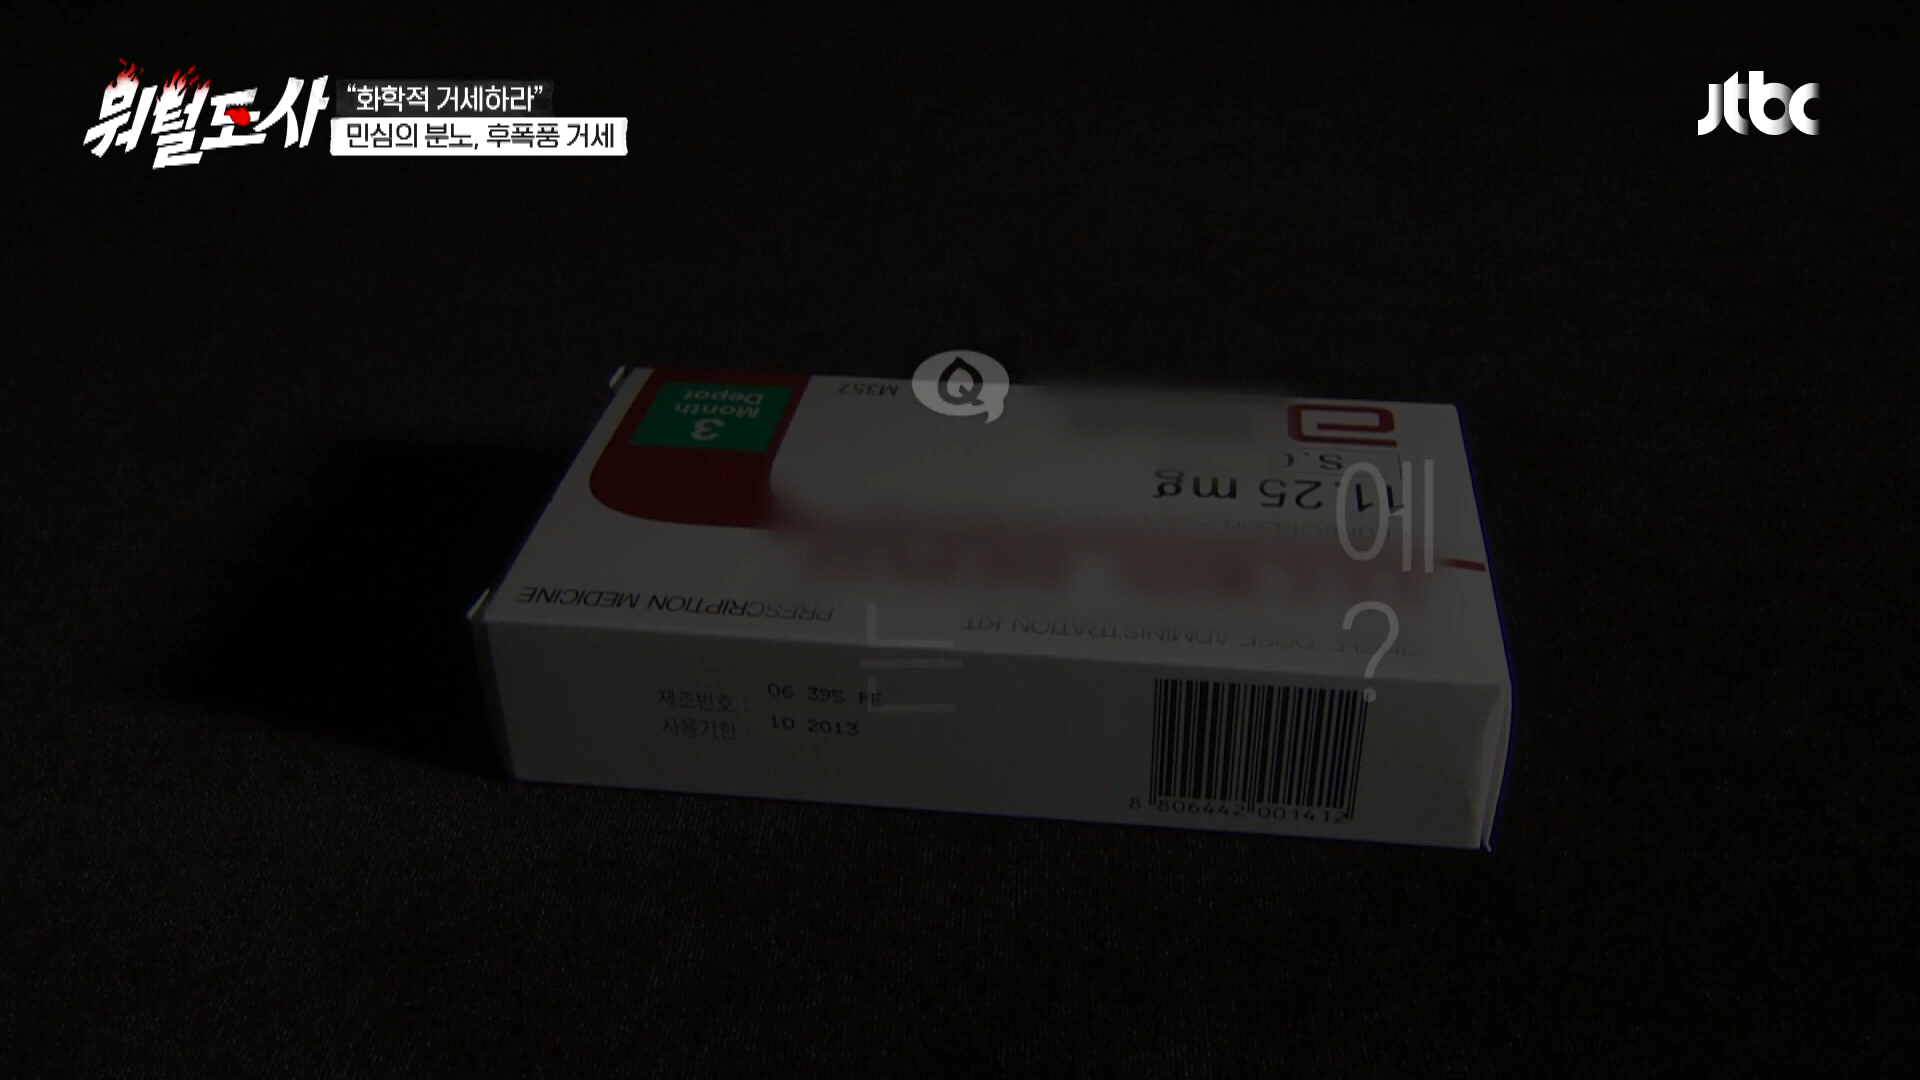 뭐털도사
"화학적 거세하라"
민심의 분노, 후폭풍 거세
jtbc
Q
에
?
M357
3
Month
Depot
11.25 mg
PRESCRIPTION MEDICINE
SINGLE DOSE ADMINISTRATION KIT
제조번호 : 06 395 PE
사용기한 : 10 2013
8 806442 001412